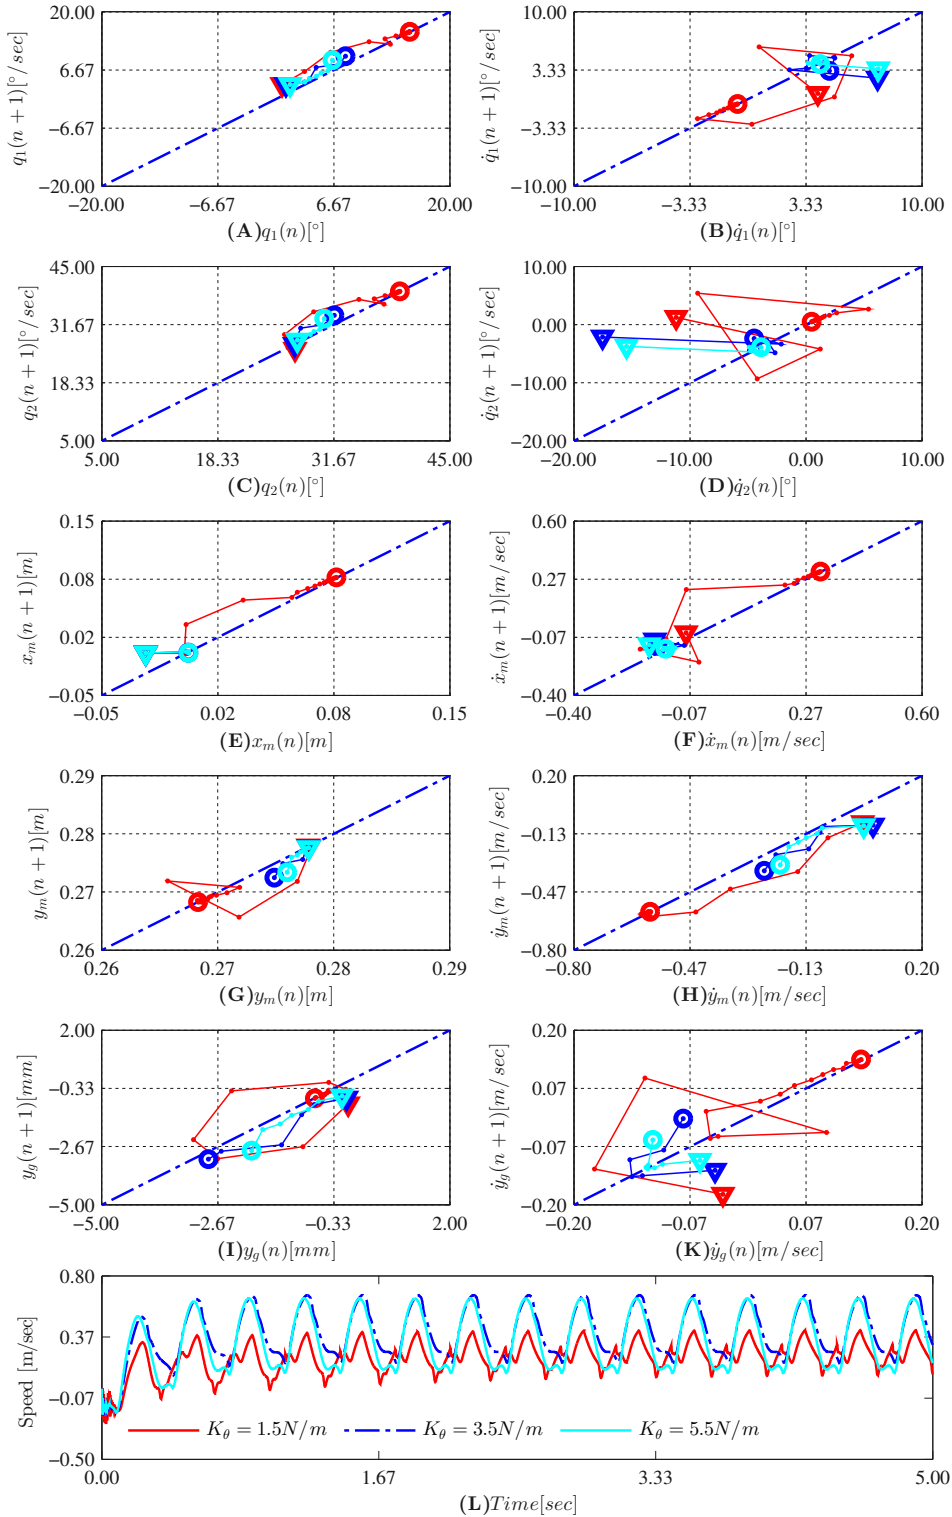 20.00
6.67
−6.67
−20.00
q₁(n + 1)[°/sec]
−20.00 −6.67 6.67 20.00
(A)q₁(n)[°]
10.00
3.33
−3.33
−10.00
q̇₁(n + 1)[°/sec]
−10.00 −3.33 3.33 10.00
(B)q̇₁(n)[°]
45.00
31.67
18.33
5.00
q₂(n + 1)[°/sec]
5.00 18.33 31.67 45.00
(C)q₂(n)[°]
10.00
0.00
−10.00
−20.00
q̇₂(n + 1)[°/sec]
−20.00 −10.00 0.00 10.00
(D)q̇₂(n)[°]
0.15
0.08
0.02
−0.05
xₘ(n + 1)[m]
−0.05 0.02 0.08 0.15
(E)xₘ(n)[m]
0.60
0.27
−0.07
−0.40
ẋₘ(n + 1)[m/sec]
−0.40 −0.07 0.27 0.60
(F)ẋₘ(n)[m/sec]
0.29
0.28
0.27
0.26
yₘ(n + 1)[m]
0.26 0.27 0.28 0.29
(G)yₘ(n)[m]
0.20
−0.13
−0.47
−0.80
ẏₘ(n + 1)[m/sec]
−0.80 −0.47 −0.13 0.20
(H)ẏₘ(n)[m/sec]
2.00
−0.33
−2.67
−5.00
y_g(n + 1)[mm]
−5.00 −2.67 −0.33 2.00
(I)y_g(n)[mm]
0.20
0.07
−0.07
−0.20
ẏ_g(n + 1)[m/sec]
−0.20 −0.07 0.07 0.20
(K)ẏ_g(n)[m/sec]
0.80
0.37
−0.07
−0.50
Speed [m/sec]
K_θ = 1.5N/m K_θ = 3.5N/m K_θ = 5.5N/m
0.00 1.67 3.33 5.00
(L)Time[sec]